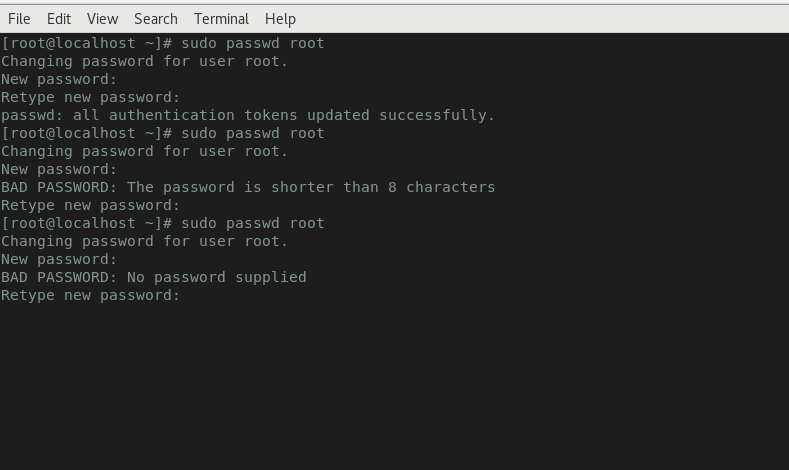 File Edit View Search Terminal Help
[root@localhost ~]# sudo passwd root
Changing password for user root.
New password:
Retype new password:
passwd: all authentication tokens updated successfully.
[root@localhost ~]# sudo passwd root
Changing password for user root.
New password:
BAD PASSWORD: The password is shorter than 8 characters
Retype new password:
[root@localhost ~]# sudo passwd root
Changing password for user root.
New password:
BAD PASSWORD: No password supplied
Retype new password: